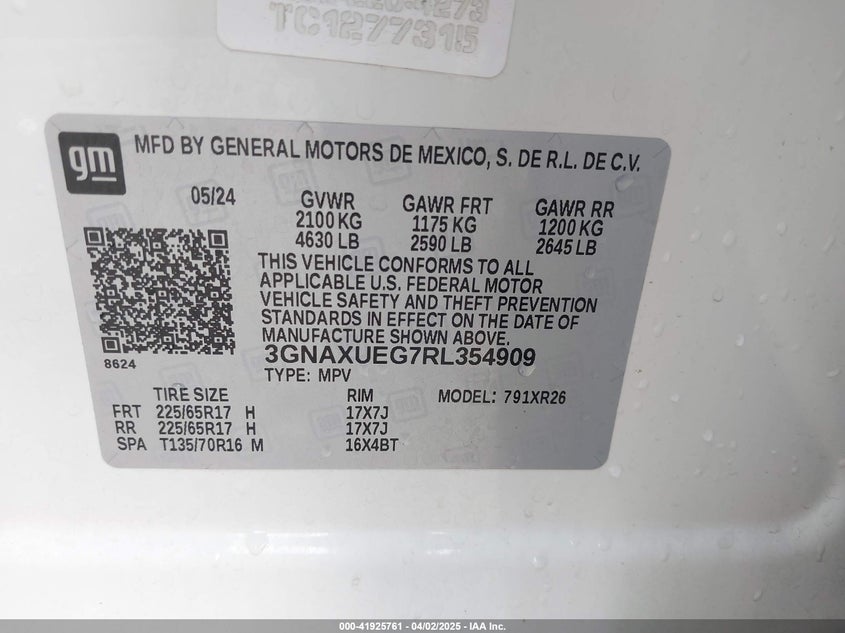 TC1277315
gm
MFD BY GENERAL MOTORS DE MEXICO, S. DE R.L. DE C.V.
05/24 GVWR GAWR FRT GAWR RR
2100 KG 1175 KG 1200 KG
4630 LB 2590 LB 2645 LB
THIS VEHICLE CONFORMS TO ALL
APPLICABLE U.S. FEDERAL MOTOR
VEHICLE SAFETY AND THEFT PREVENTION
STANDARDS IN EFFECT ON THE DATE OF
MANUFACTURE SHOWN ABOVE.
8624
3GNAXUEG7RL354909
TYPE: MPV
TIRE SIZE RIM MODEL: 791XR26
FRT 225/65R17 H 17X7J
RR 225/65R17 H 17X7J
SPA T135/70R16 M 16X4BT
000-41925761 - 04/02/2025 - IAA Inc.